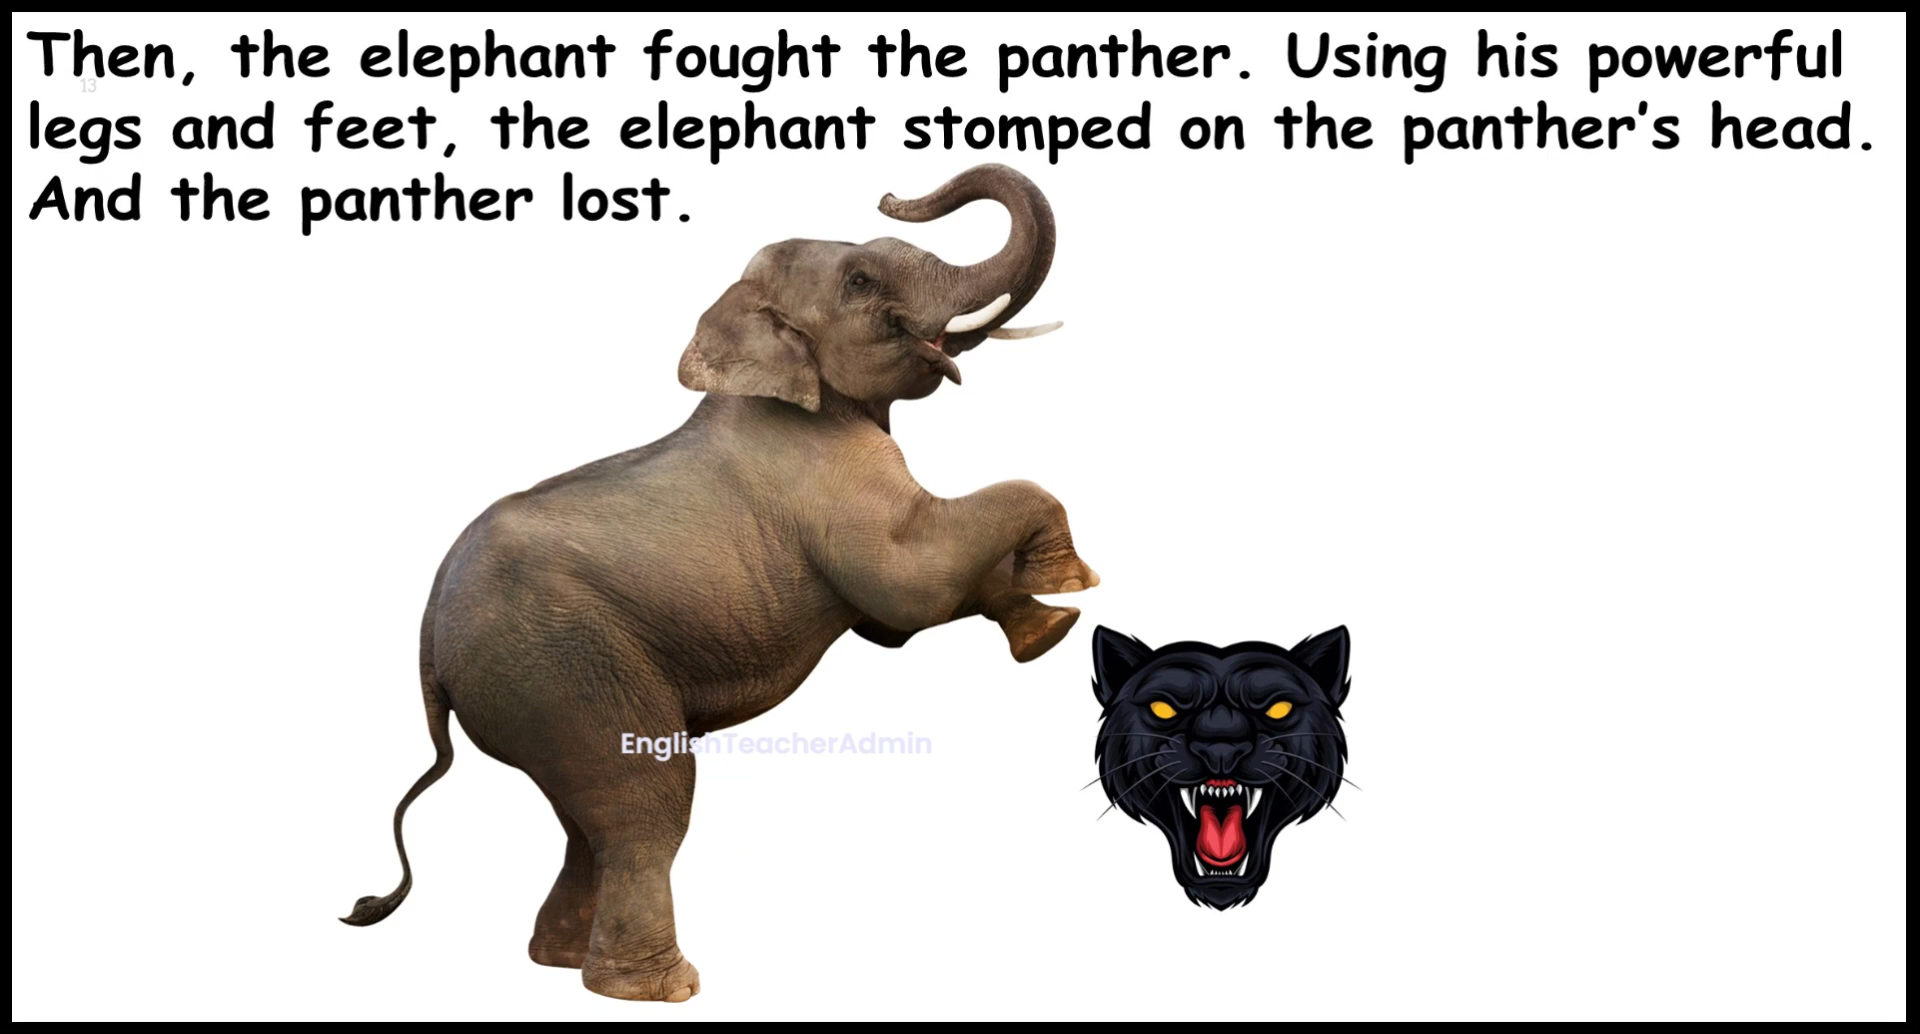 Then, the elephant fought the panther. Using his powerful
13
legs and feet, the elephant stomped on the panther's head.
And the panther lost.
EnglishTeacherAdmin